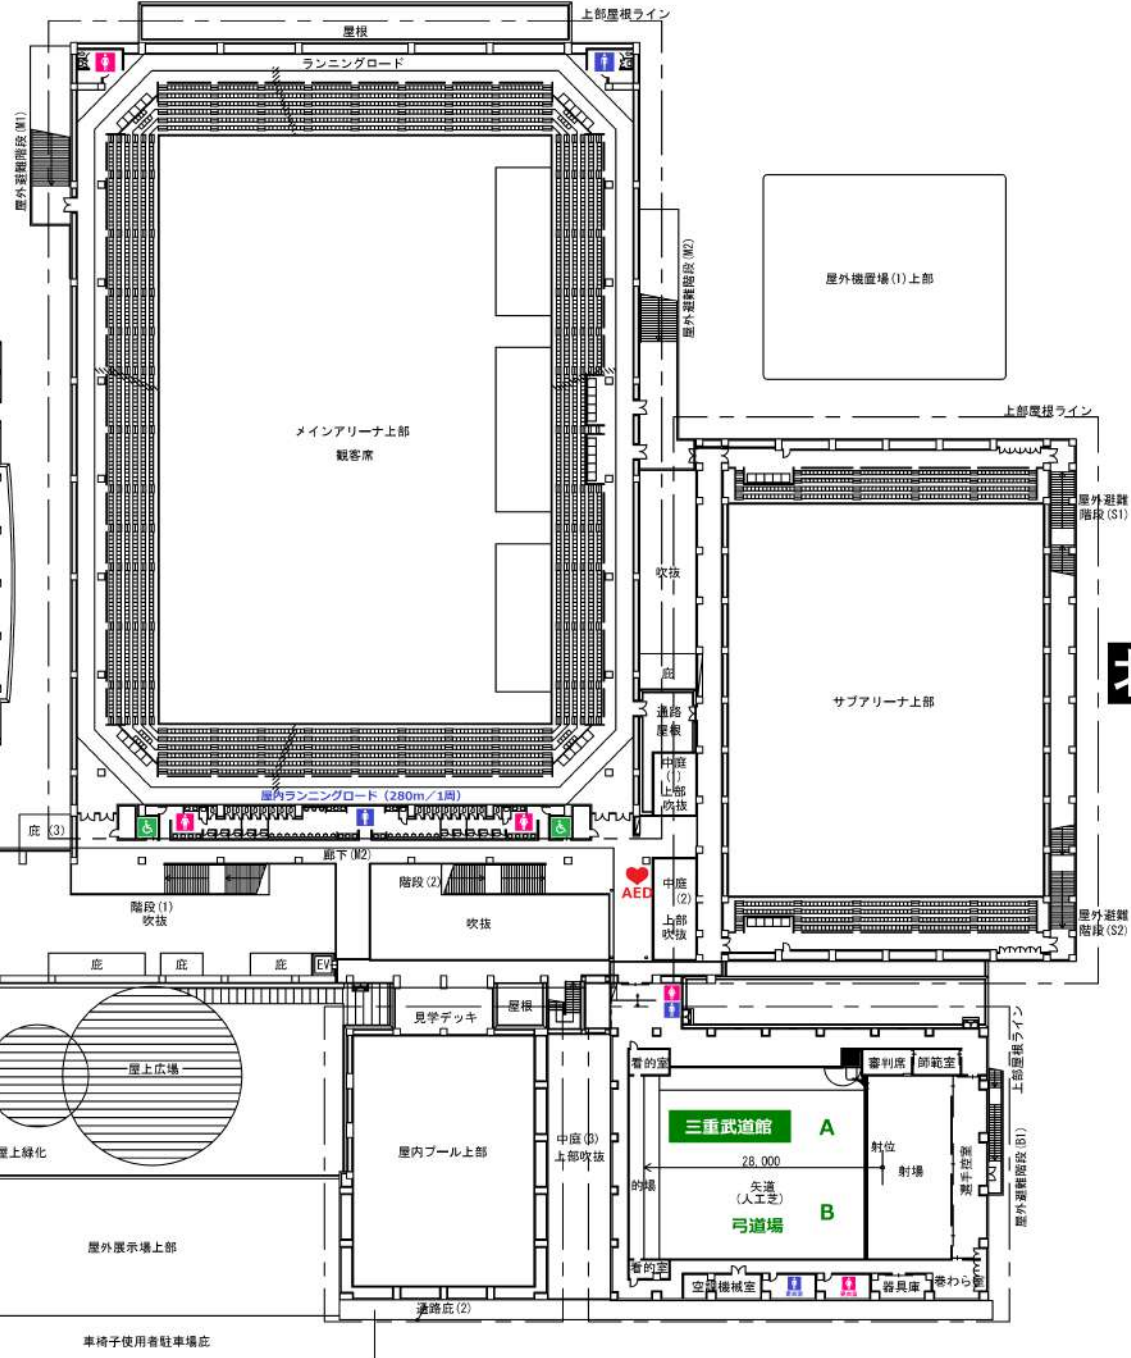 上部屋根ライン
屋根
ランニングロード
屋外避難階段(M1)
屋外避難階段(M2)
屋外機置場(1)上部
上部屋根ライン
メインアリーナ上部
観客席
屋外避難
階段(S1)
吹抜
庇
サブアリーナ上部
通路
屋根
中庭
(1)
上部
吹抜
屋内ランニングロード（280m／1周）
庇 (3)
廊下(M2)
階段(1)
吹抜
階段(2)
吹抜
AED
中庭
(2)
上部
吹抜
屋外避難
階段(S2)
庇
庇
庇
EV
見学デッキ
屋根
上部屋根ライン
屋上広場
看的室
審判席
師範室
三重武道館
A
屋上緑化
屋内プール上部
中庭(3)
上部吹抜
28,000
射位
射場
選手控室
屋外避難階段(B1)
的場
矢道
(人工芝)
B
弓道場
屋外展示場上部
看的室
空調機械室
器具庫
巻わら室
通路庇(2)
車椅子使用者駐車場庇